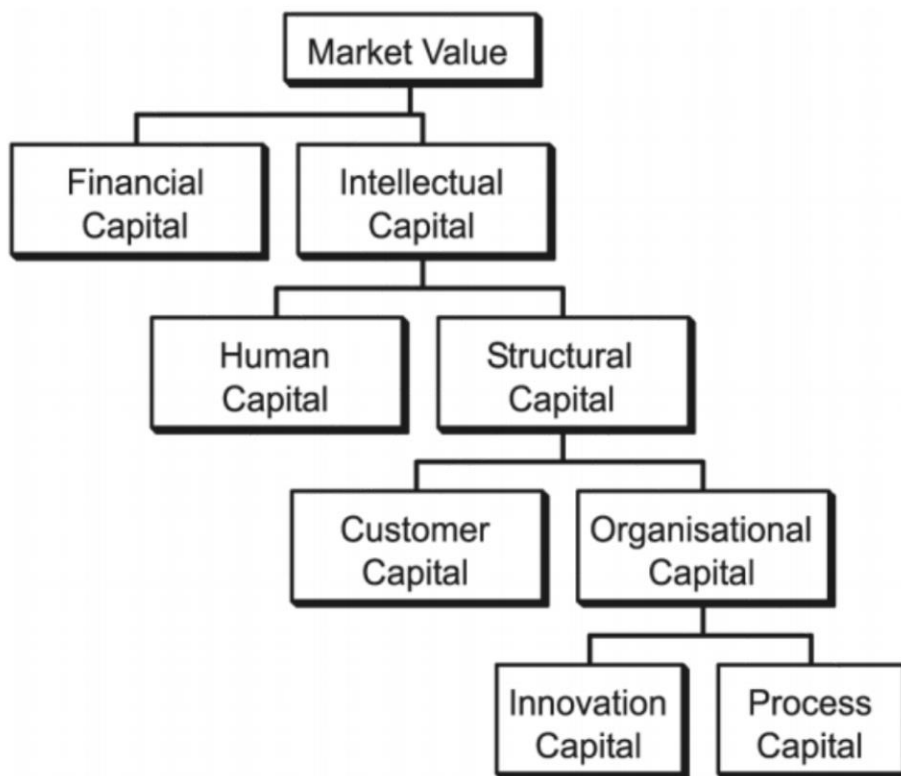 Market Value
Financial
Capital
Intellectual
Capital
Human
Capital
Structural
Capital
Customer
Capital
Organisational
Capital
Innovation
Capital
Process
Capital